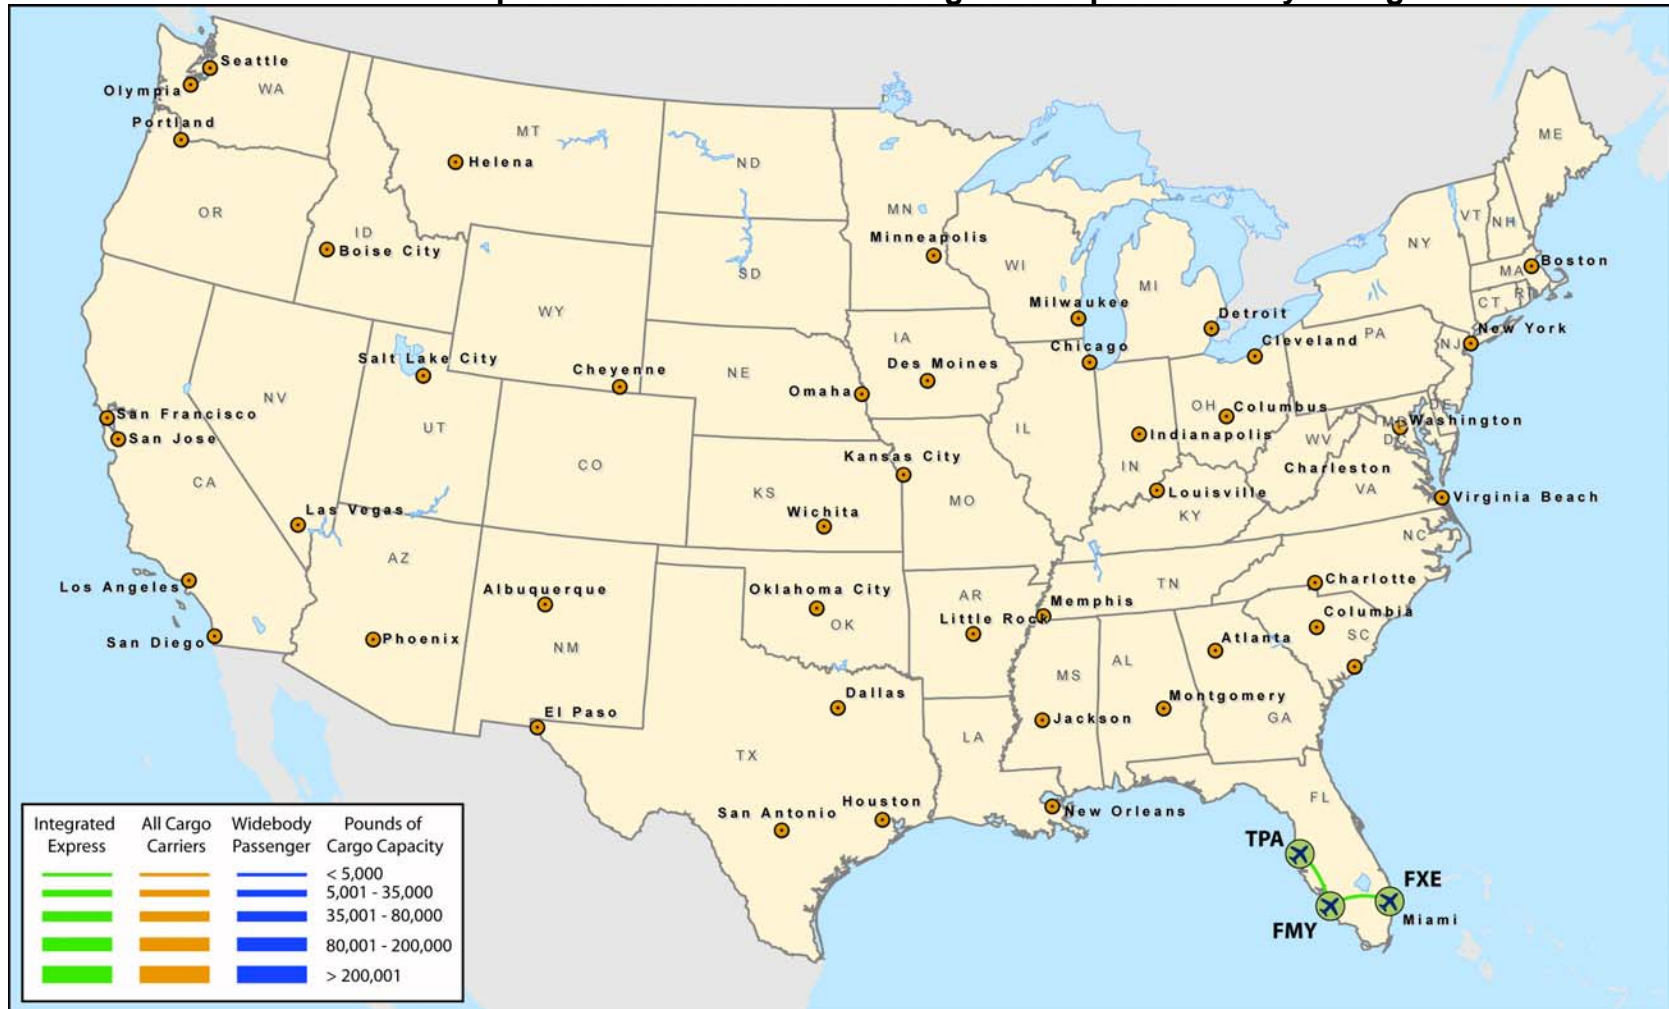 Seattle
WA
Olympia
Portland
MT
Helena
ND
ME
OR
ID
Boise City
MN
Minneapolis
WI
MI
VT
NH
NY
MA
Boston
SD
WY
Milwaukee
Detroit
CT
RI
New York
IA
Chicago
Cleveland
PA
NJ
Salt Lake City
Cheyenne
NE
Omaha
Des Moines
NV
San Francisco
San Jose
UT
CO
IL
IN
Indianapolis
OH
Columbus
MD
DE
Washington
DC
WV
Charleston
VA
Virginia Beach
CA
Las Vegas
KS
Wichita
Kansas City
MO
Louisville
KY
NC
AZ
Los Angeles
San Diego
Phoenix
Albuquerque
NM
El Paso
Oklahoma City
OK
AR
Little Rock
Memphis
TN
Charlotte
Columbia
SC
Atlanta
MS
AL
Montgomery
GA
Dallas
Jackson
LA
TX
San Antonio
Houston
New Orleans
FL
TPA
FXE
FMY
Miami
Integrated Express
All Cargo Carriers
Widebody Passenger
Pounds of Cargo Capacity
< 5,000
5,001 - 35,000
35,001 - 80,000
80,001 - 200,000
> 200,001